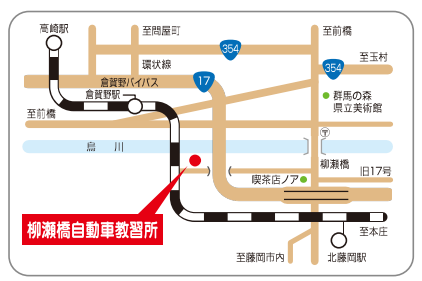 高崎駅
至問屋町
至前橋
354
環状線
354
至玉村
17
倉賀野バイパス
倉賀野駅
群馬の森
県立美術館
至前橋
〒
烏川
柳瀬橋
旧17号
喫茶店ノア
柳瀬橋自動車教習所
至本庄
至藤岡市内
北藤岡駅